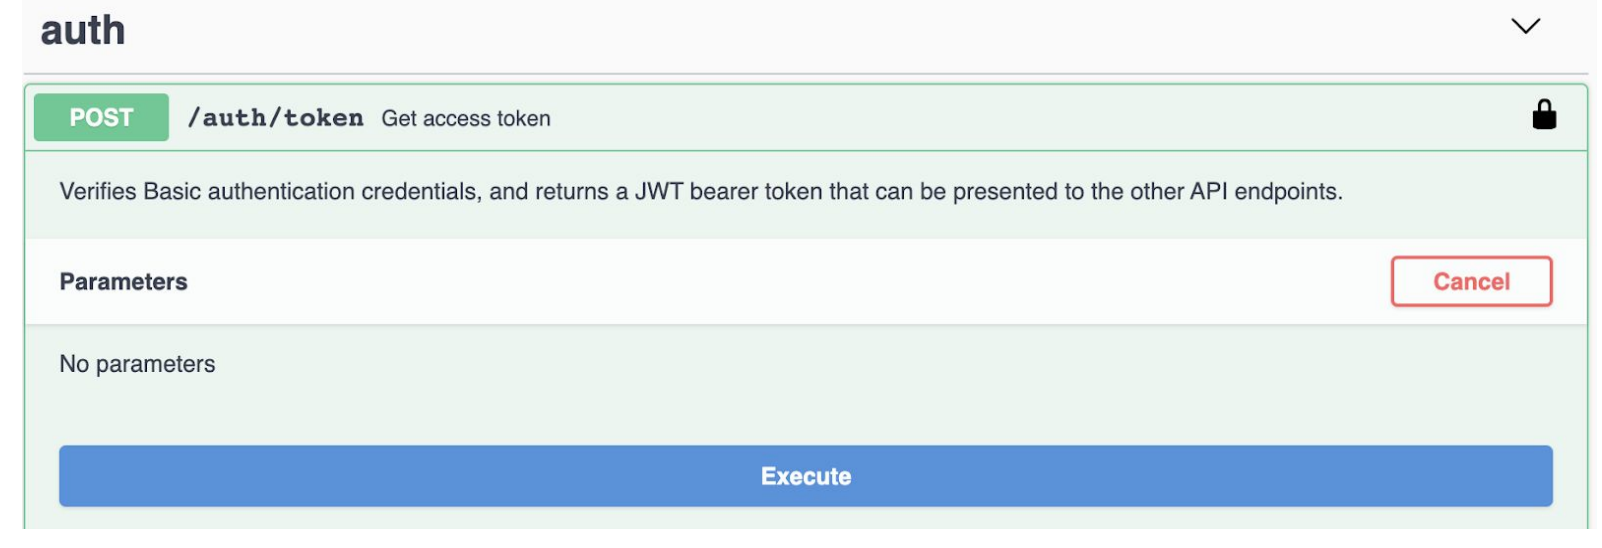 auth
POST /auth/token Get access token
Verifies Basic authentication credentials, and returns a JWT bearer token that can be presented to the other API endpoints.
Parameters Cancel
No parameters
Execute